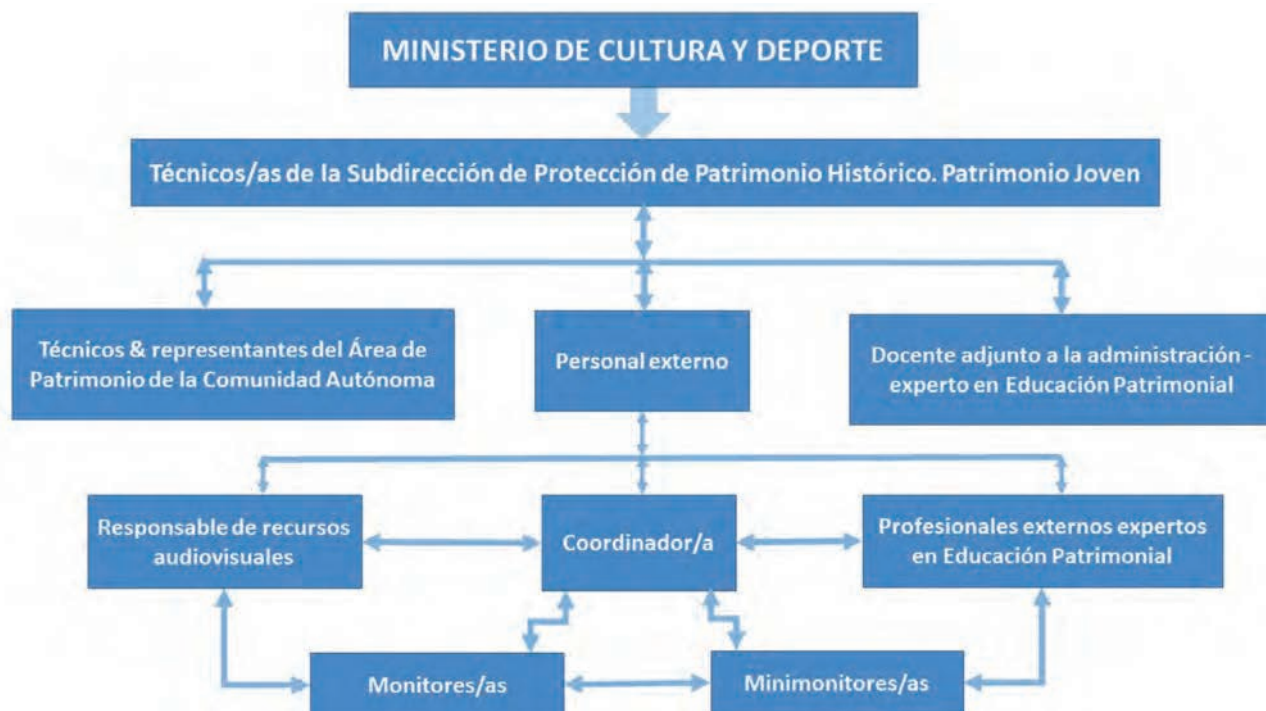 MINISTERIO DE CULTURA Y DEPORTE
Técnicos/as de la Subdirección de Protección de Patrimonio Histórico. Patrimonio Joven
Técnicos & representantes del Área de
Patrimonio de la Comunidad Autónoma
Personal externo
Docente adjunto a la administración -
experto en Educación Patrimonial
Responsable de recursos
audiovisuales
Coordinador/a
Profesionales externos expertos
en Educación Patrimonial
Monitores/as
Minimonitores/as